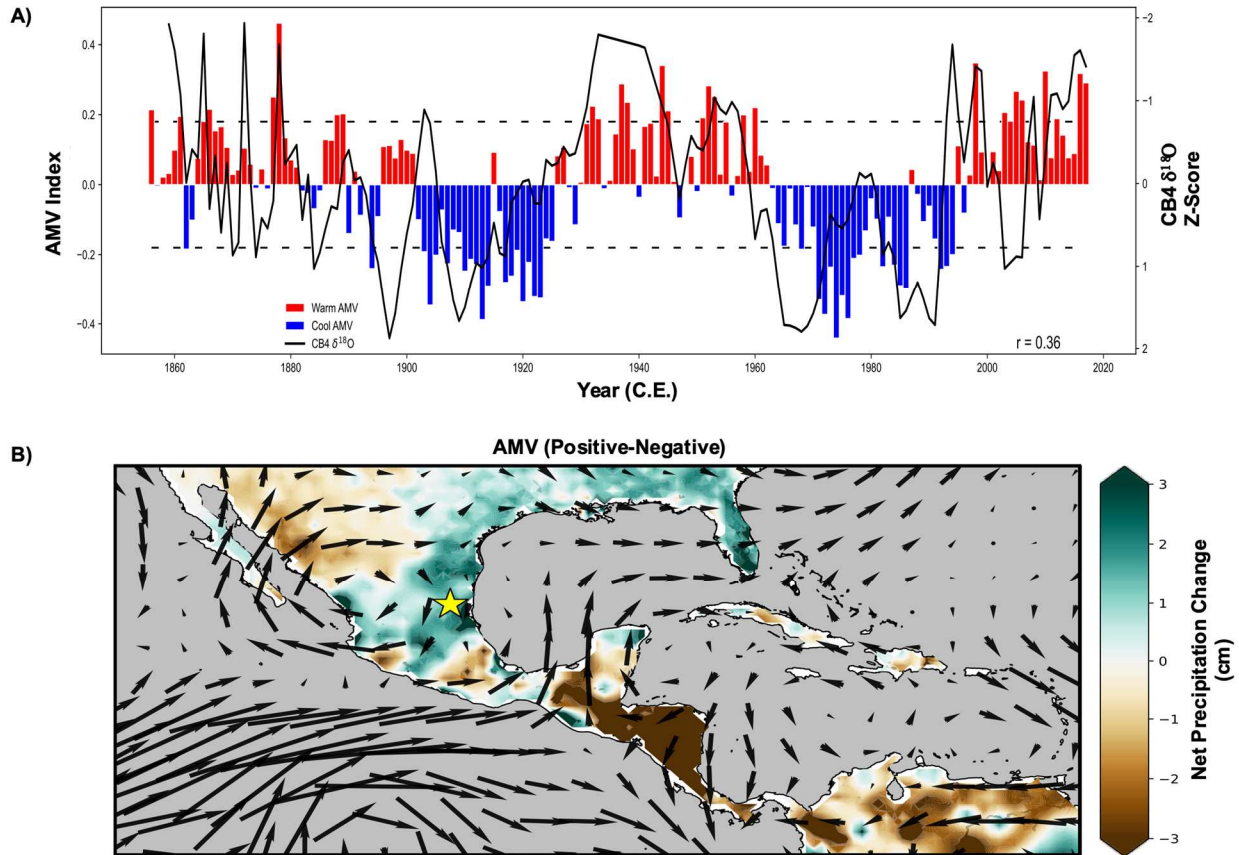 A)
0.4
0.2
0.0
−0.2
−0.4
AMV Index
-2
-1
0
1
2
CB4 δ¹⁸O
Z-Score
Warm AMV
Cool AMV
CB4 δ¹⁸O
r = 0.36
1860
1880
1900
1920
1940
1960
1980
2000
2020
Year (C.E.)
B)
AMV (Positive-Negative)
3
2
1
0
−1
−2
−3
Net Precipitation Change
(cm)